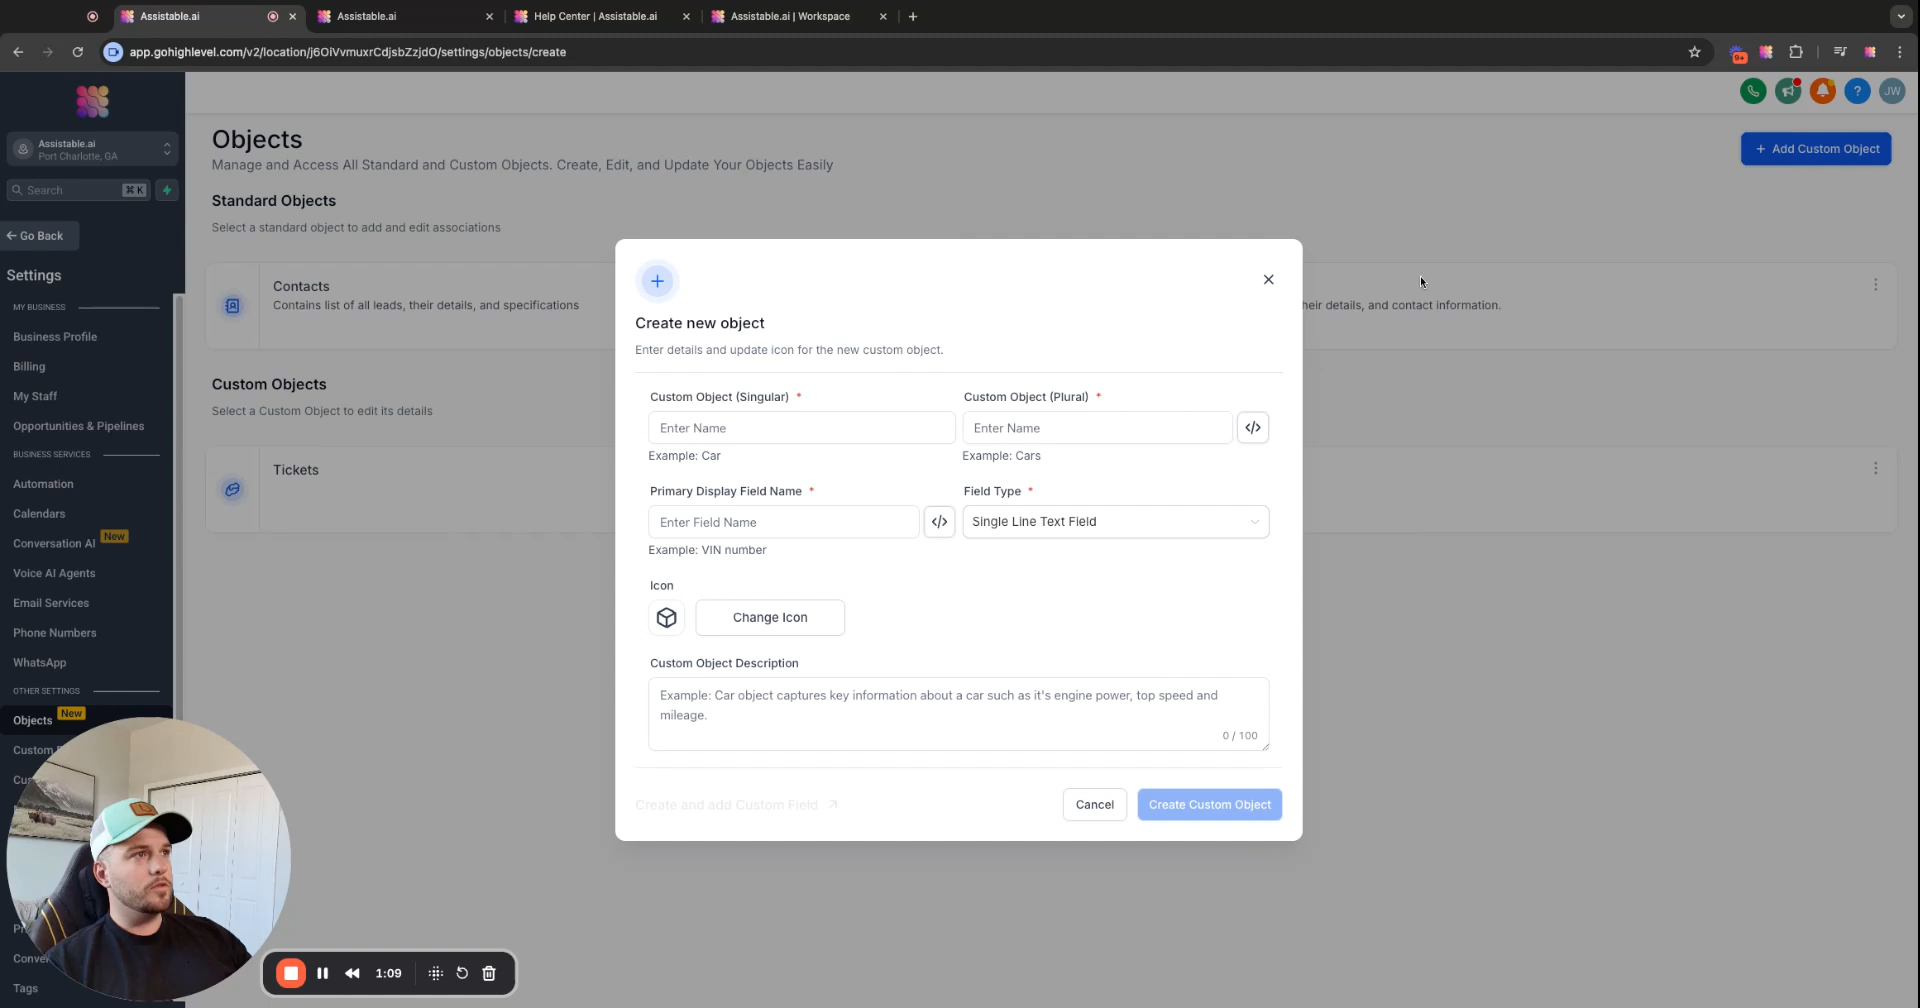 Assistable.ai
Assistable.ai
Help Center | Assistable.ai
Assistable.ai | Workspace
app.gohighlevel.com/v2/location/j6OiVvmuxrCdjsbZzjdO/settings/objects/create
9+
Assistable.ai
Port Charlotte, GA
Search
⌘ K
Go Back
Settings
MY BUSINESS
Business Profile
Billing
My Staff
Opportunities & Pipelines
BUSINESS SERVICES
Automation
Calendars
Conversation AI New
Voice AI Agents
Email Services
Phone Numbers
WhatsApp
OTHER SETTINGS
Objects New
Custom
Tags
JW
Objects
Manage and Access All Standard and Custom Objects. Create, Edit, and Update Your Objects Easily
+ Add Custom Object
Standard Objects
Select a standard object to add and edit associations
Contacts
Contains list of all leads, their details, and specifications
heir details, and contact information.
Custom Objects
Select a Custom Object to edit its details
Tickets
Create new object
Enter details and update icon for the new custom object.
Custom Object (Singular) *
Custom Object (Plural) *
Enter Name
Enter Name
</>
Example: Car
Example: Cars
Primary Display Field Name *
Field Type *
Enter Field Name
</>
Single Line Text Field
Example: VIN number
Icon
Change Icon
Custom Object Description
Example: Car object captures key information about a car such as it's engine power, top speed and
mileage.
0 / 100
Create and add Custom Field
Cancel
Create Custom Object
1:09